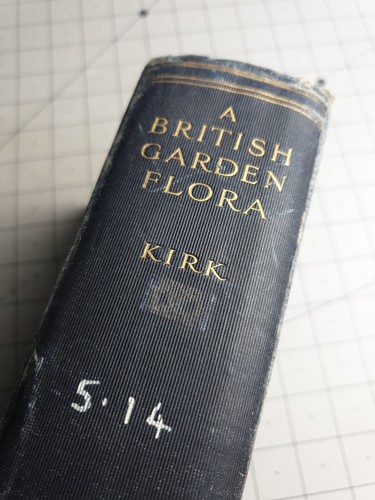 A
BRITISH
GARDEN
FLORA
KIRK
5.14